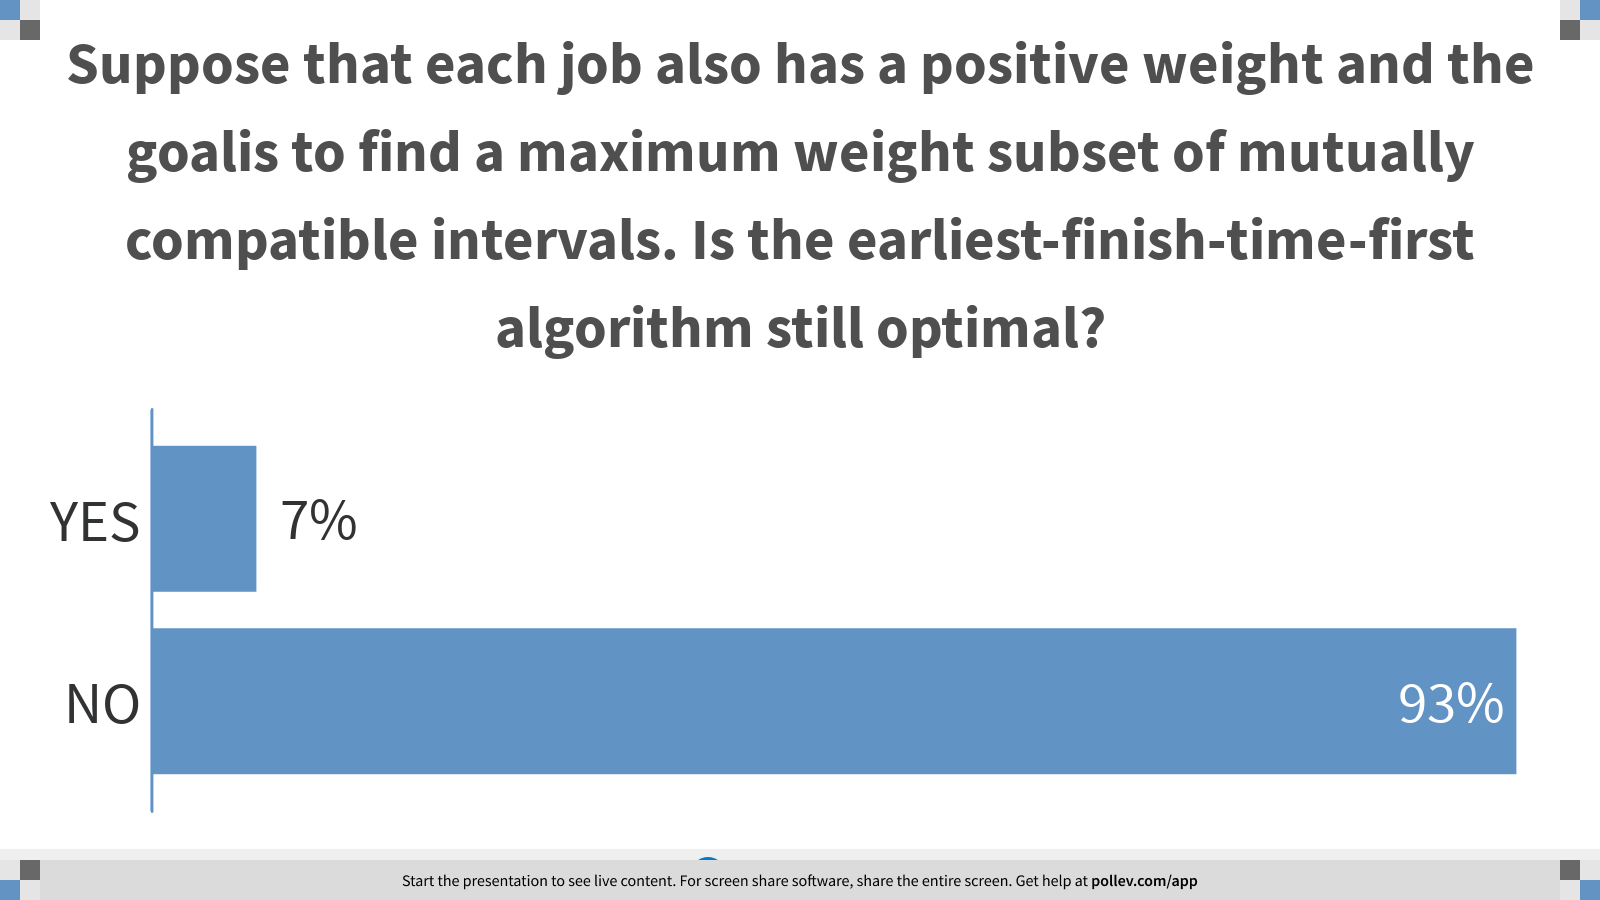 Suppose that each job also has a positive weight and the
goalis to find a maximum weight subset of mutually
compatible intervals. Is the earliest-finish-time-first
algorithm still optimal?
YES 7%
NO 93%
Start the presentation to see live content. For screen share software, share the entire screen. Get help at pollev.com/app